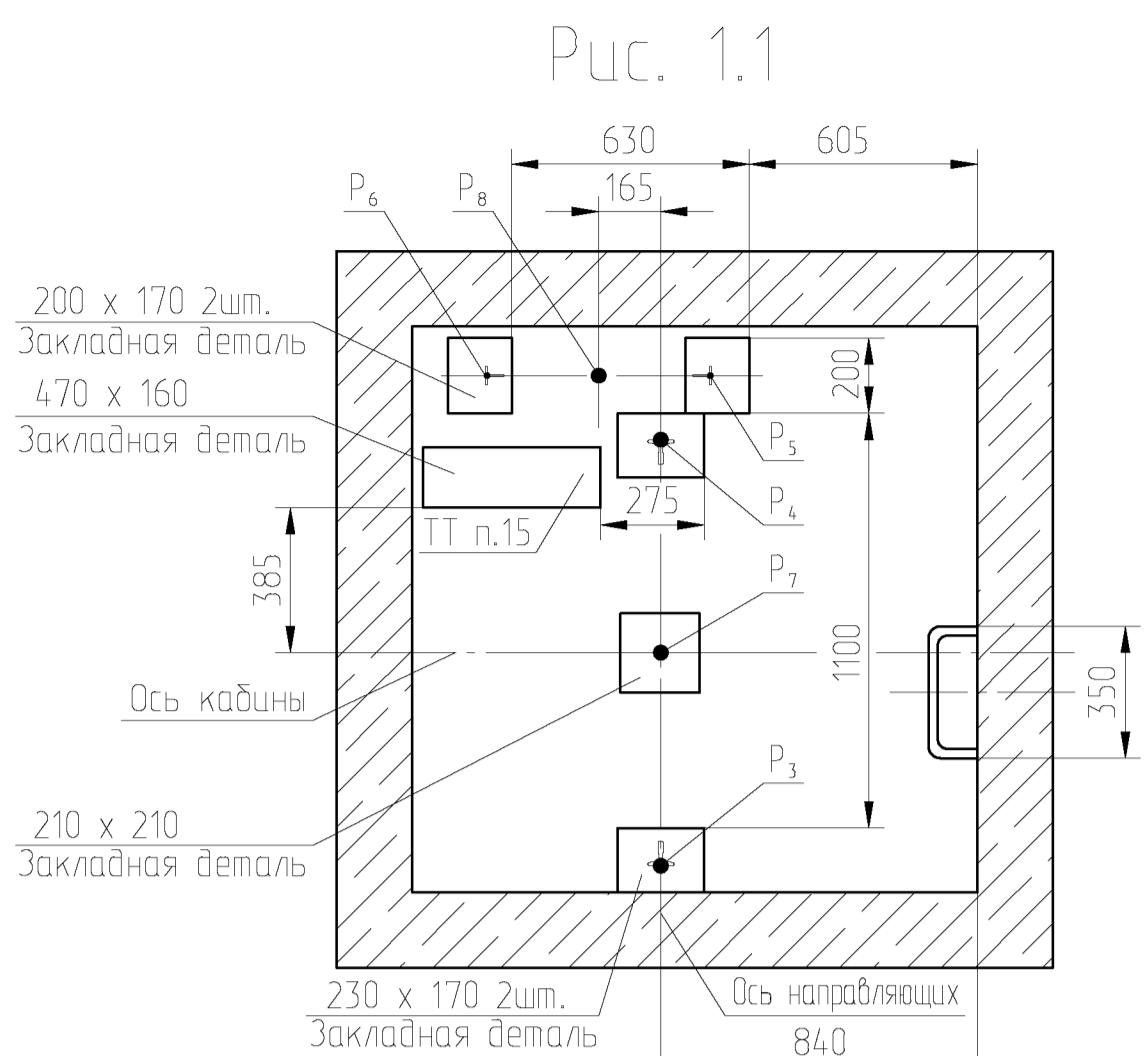 Рис. 1.1
630
605
165
P₆
P₈
200 x 170 2шт.
Закладная деталь
470 x 160
Закладная деталь
200
P₅
275
P₄
ТТ п.15
385
P₇
1100
350
Ось кабины
P₃
210 x 210
Закладная деталь
230 x 170 2шт.
Закладная деталь
Ось направляющих
840